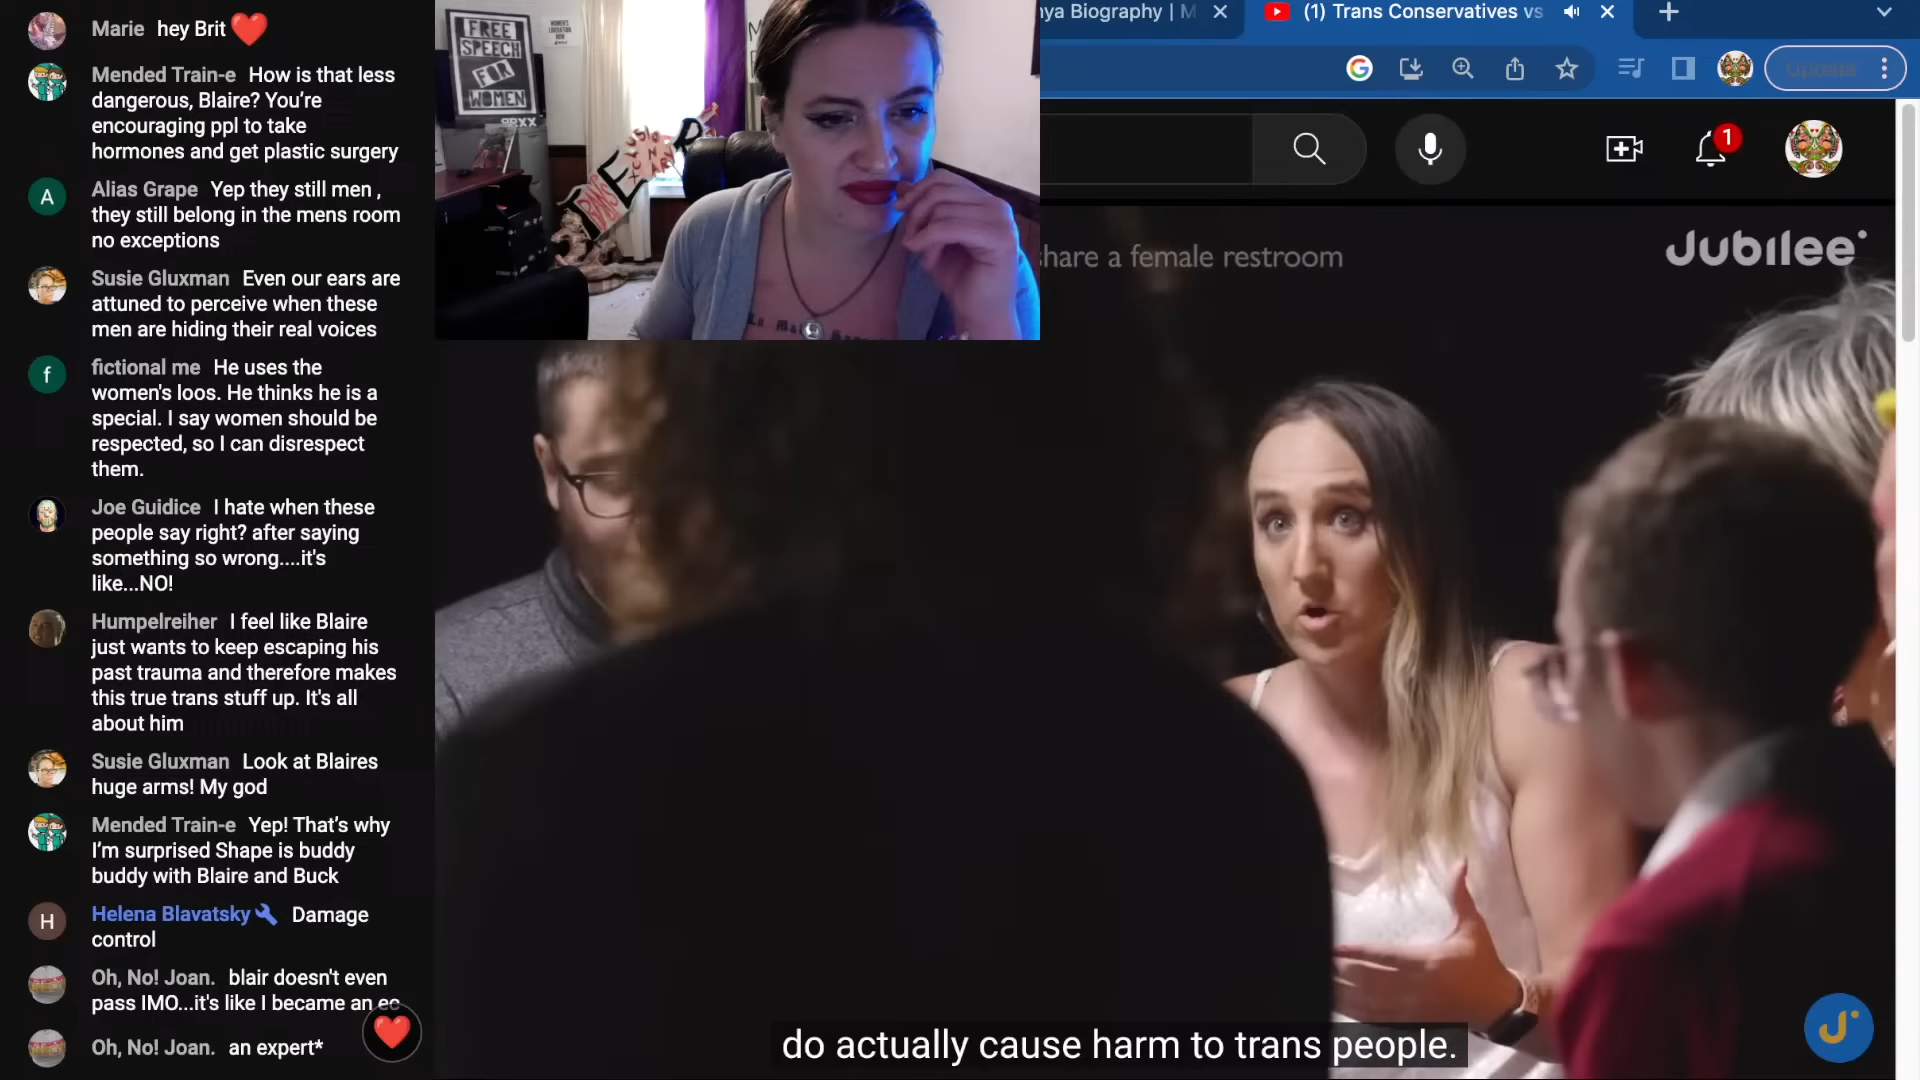 Marie hey Brit
Mended Train-e How is that less
dangerous, Blaire? You're
encouraging ppl to take
hormones and get plastic surgery
Alias Grape Yep they still men ,
they still belong in the mens room
no exceptions
Susie Gluxman Even our ears are
attuned to perceive when these
men are hiding their real voices
fictional me He uses the
women's loos. He thinks he is a
special. I say women should be
respected, so I can disrespect
them.
Joe Guidice I hate when these
people say right? after saying
something so wrong....it's
like...NO!
Humpelreiher I feel like Blaire
just wants to keep escaping his
past trauma and therefore makes
this true trans stuff up. It's all
about him
Susie Gluxman Look at Blaires
huge arms! My god
Mended Train-e Yep! That's why
I'm surprised Shape is buddy
buddy with Blaire and Buck
Helena Blavatsky Damage
control
Oh, No! Joan. blair doesn't even
pass IMO...it's like I became an ec
Oh, No! Joan. an expert*
A
f
H
FREE
SPEECH
FOR
WOMEN
nya Biography | M
(1) Trans Conservatives vs
Update
1
share a female restroom
Jubilee
do actually cause harm to trans people.